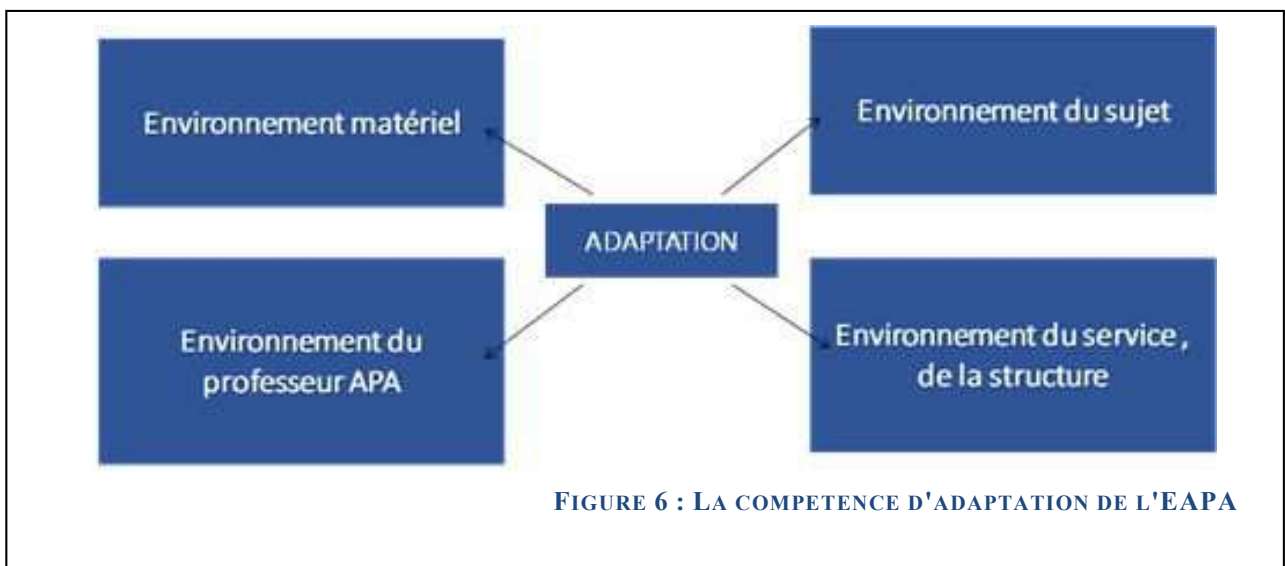 Environnement matériel
Environnement du sujet
ADAPTATION
Environnement du
professeur APA
Environnement du service ,
de la structure
FIGURE 6 : LA COMPETENCE D'ADAPTATION DE L'EAPA